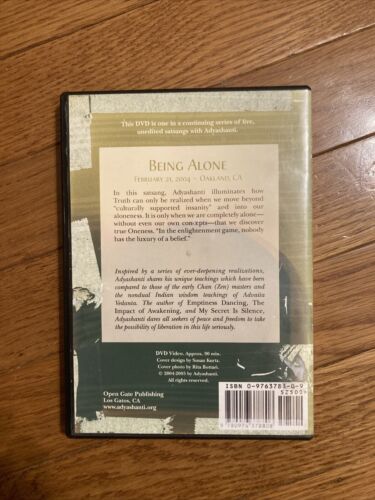 This DVD is one in a continuing series of live,
unedited satsangs with Adyashanti.
BEING ALONE
FEBRUARY 21, 2004 ~ OAKLAND, CA
In this satsang, Adyashanti illuminates how
Truth can only be realized when we move beyond
"culturally supported insanity" and into our
aloneness. It is only when we are completely alone—
without even our own concepts—that we discover
true Oneness. "In the enlightenment game, nobody
has the luxury of a belief."
Inspired by a series of ever-deepening realizations,
Adyashanti shares his unique teachings which have been
compared to those of the early Chan (Zen) masters and
the nondual Indian wisdom teachings of Advaita
Vedanta. The author of Emptiness Dancing, The
Impact of Awakening, and My Secret Is Silence,
Adyashanti dares all seekers of peace and freedom to take
the possibility of liberation in this life seriously.
DVD Video. Approx. 90 min.
Cover design by Susan Kurtz.
Cover photo by Rita Bottari.
© 2004-2005 by Adyashanti.
All rights reserved.
Open Gate Publishing
Los Gatos, CA
www.adyashanti.org
ISBN 0-9763788-0-9